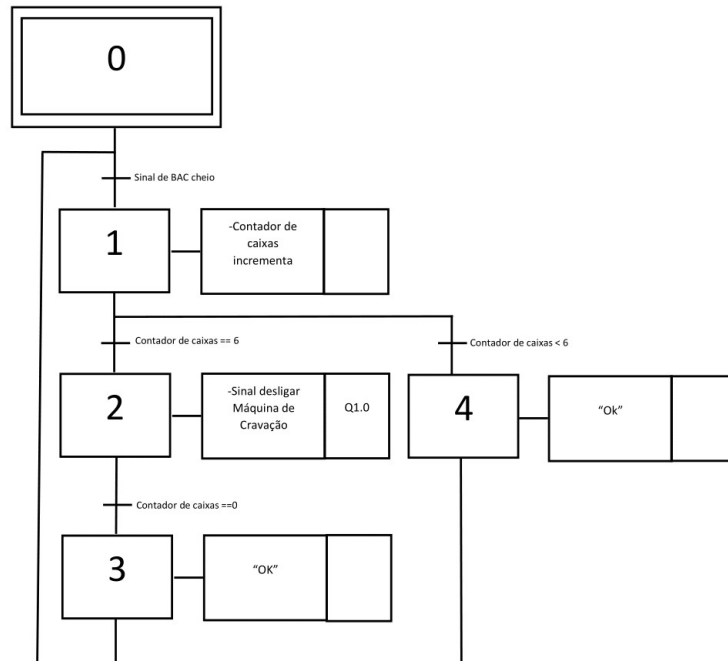 0
Sinal de BAC cheio
1
-Contador de
caixas
incrementa
Contador de caixas == 6
Contador de caixas < 6
2
-Sinal desligar
Máquina de
Cravação
Q1.0
4
"Ok"
Contador de caixas ==0
3
"OK"